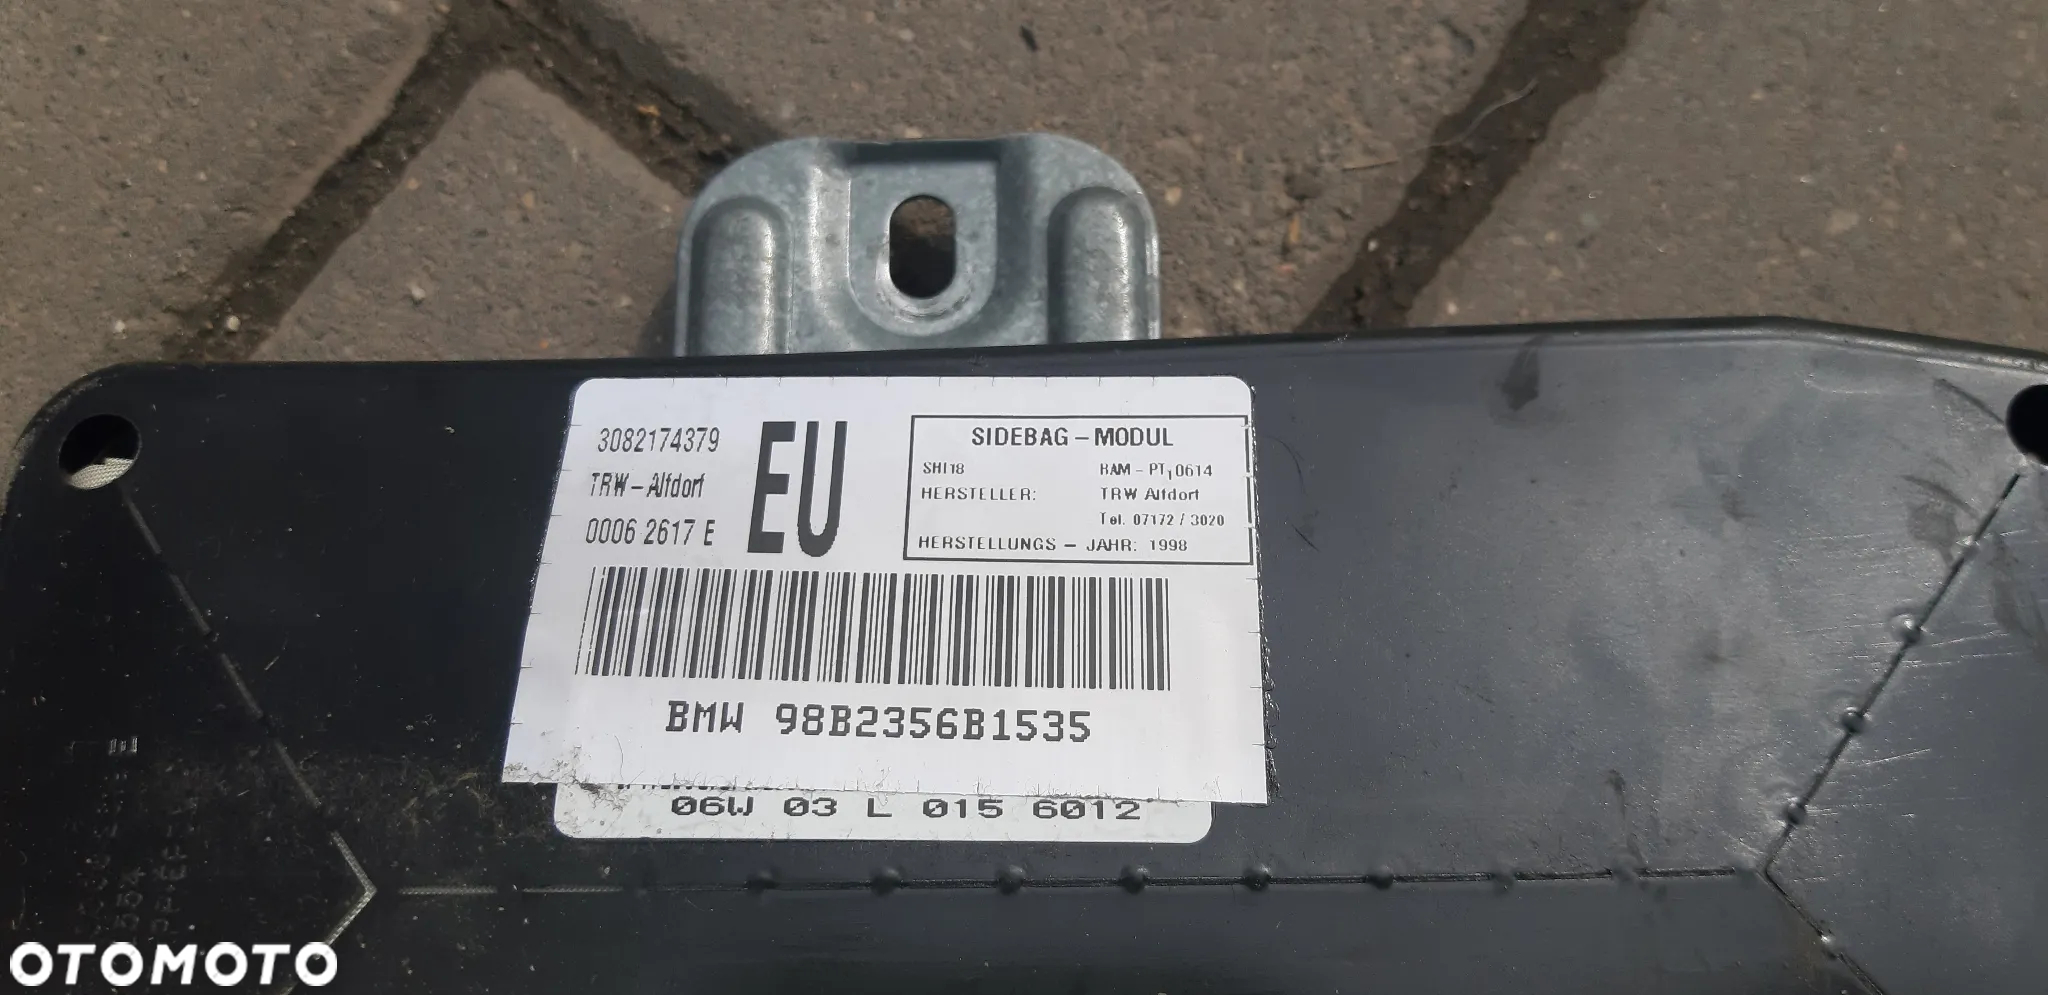 3082174379
TRW-Alfdorf
0006 2617 E
EU
SIDEBAG - MODUL
SHI18 BAM - PT1 0614
HERSTELLER: TRW Alfdorf
Tel. 07172 / 3020
HERSTELLUNGS - JAHR: 1998
BMW 98B2356B1535
06W 03 L 015 6012
OTOMOTO